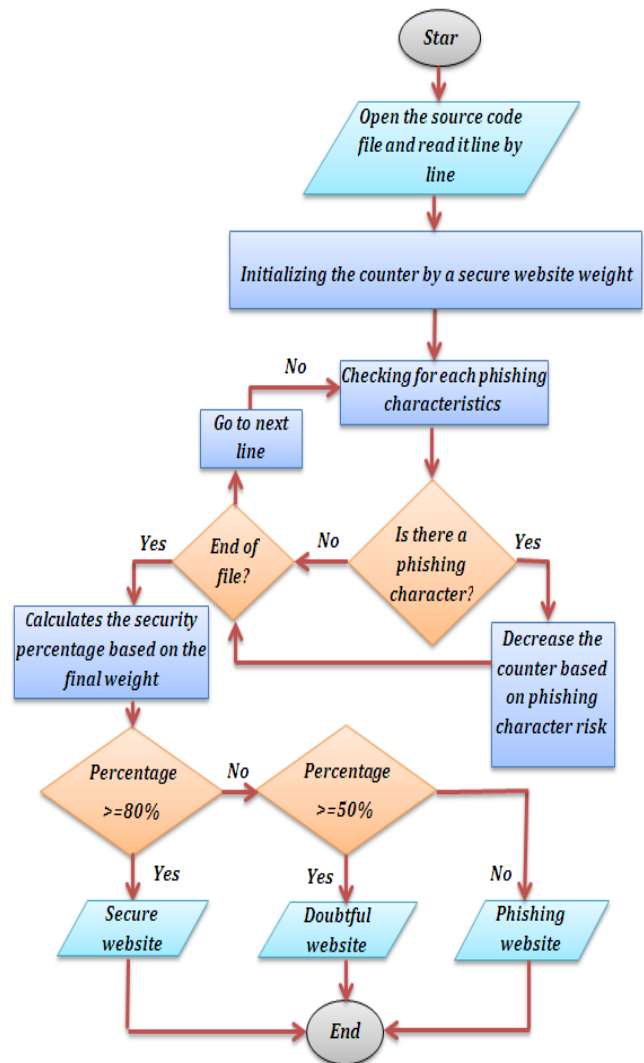 Star
Open the source code
file and read it line by
line
Initializing the counter by a secure website weight
No
Checking for each phishing
characteristics
Go to next
line
Yes
End of
file?
No
Is there a
phishing
character?
Yes
Calculates the security
percentage based on the
final weight
Decrease the
counter based
on phishing
character risk
Percentage
>=80%
No
Percentage
>=50%
Yes
Yes
No
Secure
website
Doubtful
website
Phishing
website
End